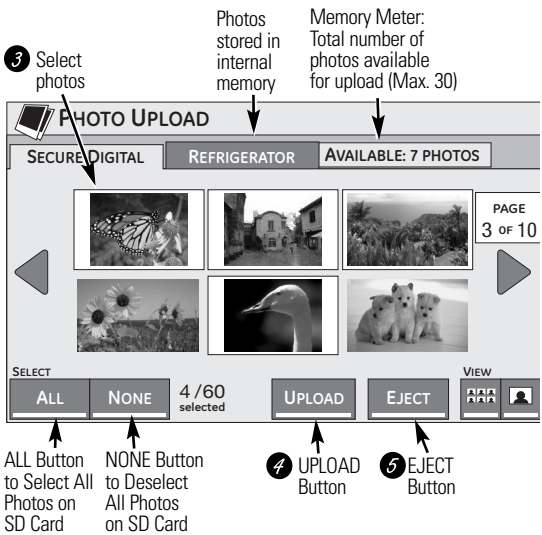 Photos
stored in
internal
memory
Memory Meter:
Total number of
photos available
for upload (Max. 30)
3 Select
photos
PHOTO UPLOAD
SECURE DIGITAL
REFRIGERATOR
AVAILABLE: 7 PHOTOS
PAGE
3 OF 10
SELECT
ALL
NONE
4/60
selected
UPLOAD
EJECT
VIEW
ALL Button
to Select All
Photos on
SD Card
NONE Button
to Deselect
All Photos
on SD Card
4 UPLOAD
Button
5 EJECT
Button